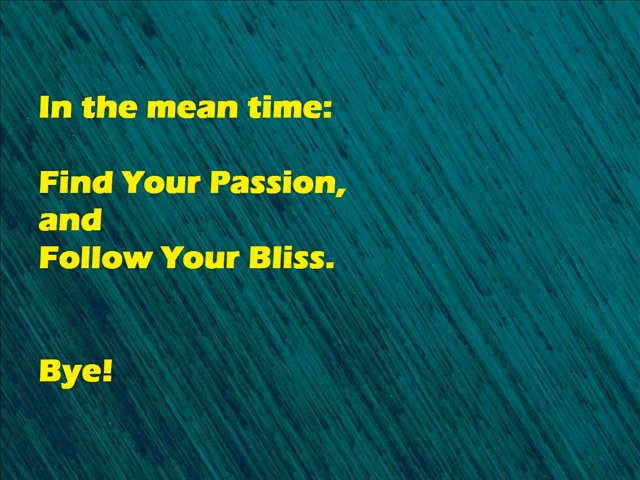 In the mean time:
Find Your Passion,
and
Follow Your Bliss.
Bye!